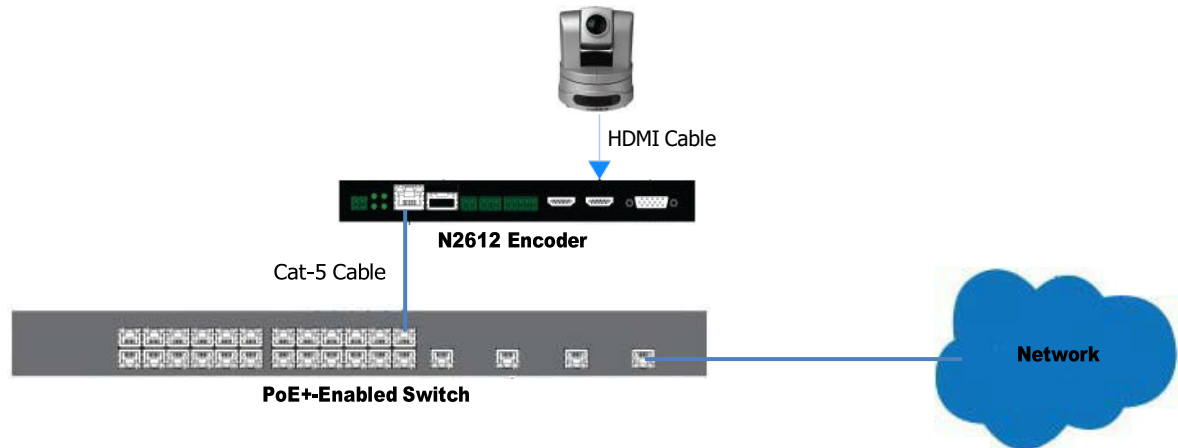 HDMI Cable
N2612 Encoder
Cat-5 Cable
Network
PoE+-Enabled Switch